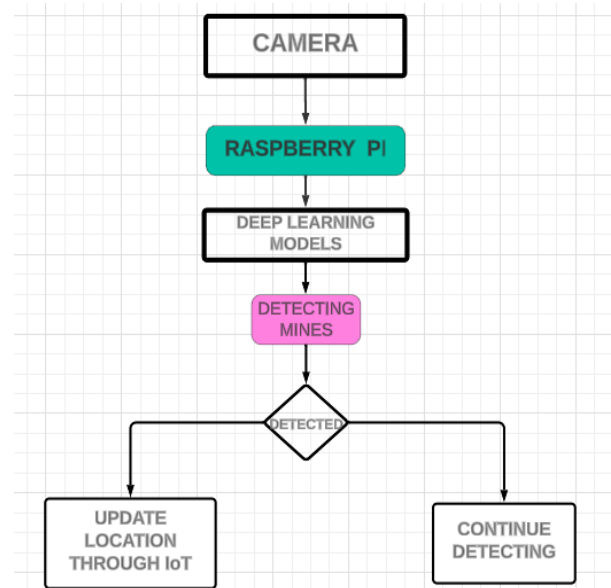 CAMERA
RASPBERRY PI
DEEP LEARNING
MODELS
DETECTING
MINES
DETECTED
UPDATE
LOCATION
THROUGH IoT
CONTINUE
DETECTING